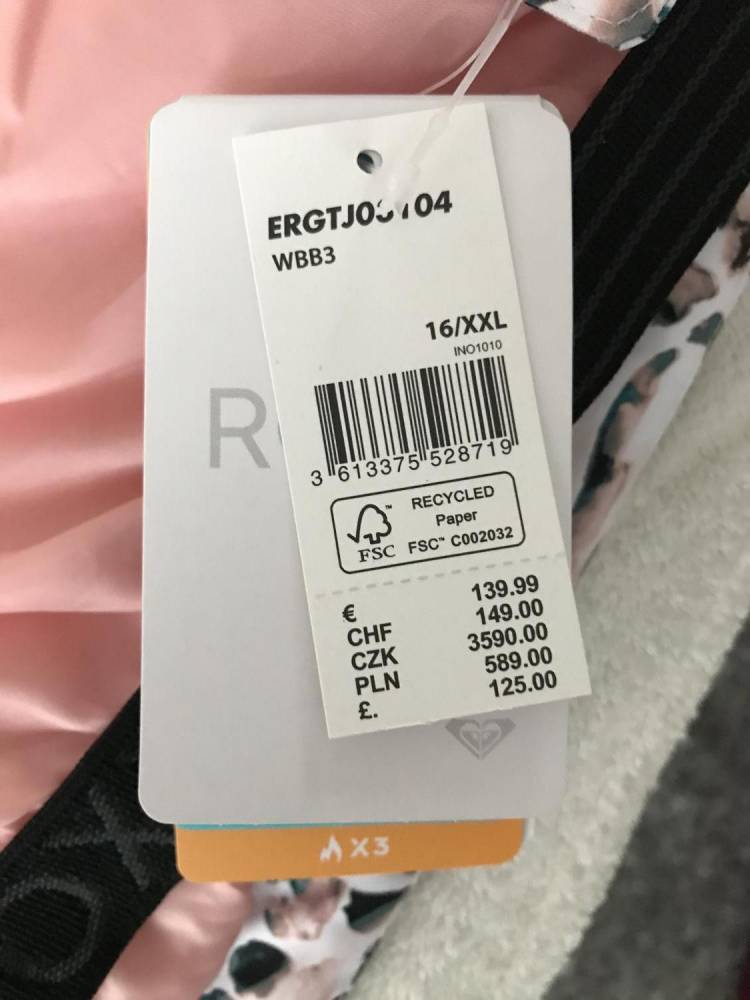 WBB3
16/XXL
INO1010
3 613375 528719
RECYCLED
Paper
FSC™ C002032
FSC
€ 139.99
CHF 149.00
CZK 3590.00
PLN 589.00
£. 125.00
X3